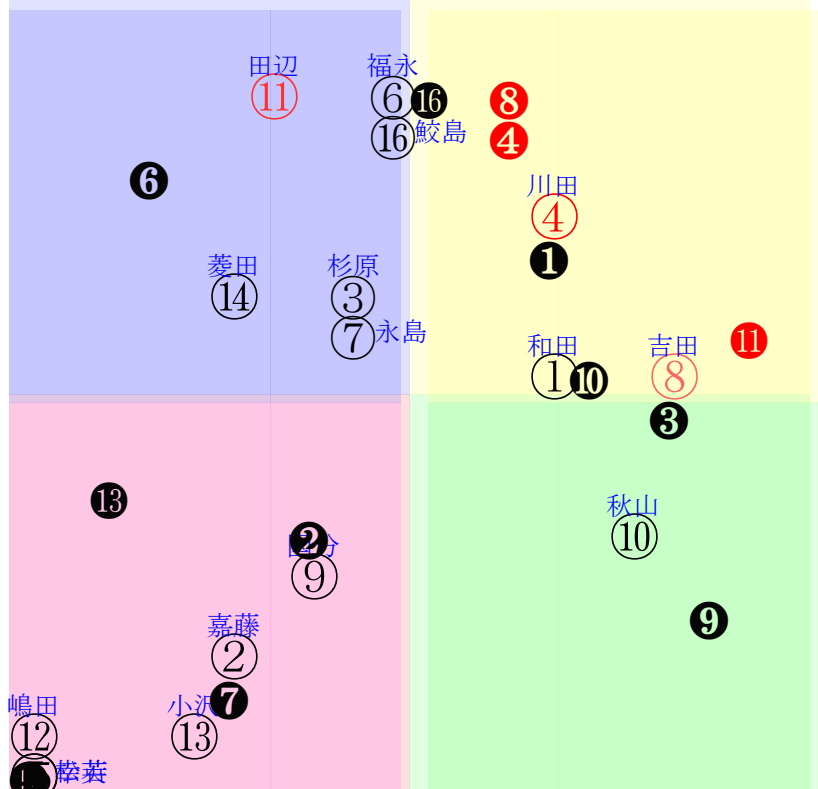 田辺 福永
⑪ ⑥ ⓰ ❽
⑯ 鮫島 ❹
❻ 川田
④
菱田 杉原 ❶
⑭ ③
⑦ 永島 和田 吉田 ⓫
① ❿ ⑧
❸
⓭ 秋山
❷ ⑩
⑨
嘉藤 ❾
②
嶋田 小沢 ❼
⑫ ⑬